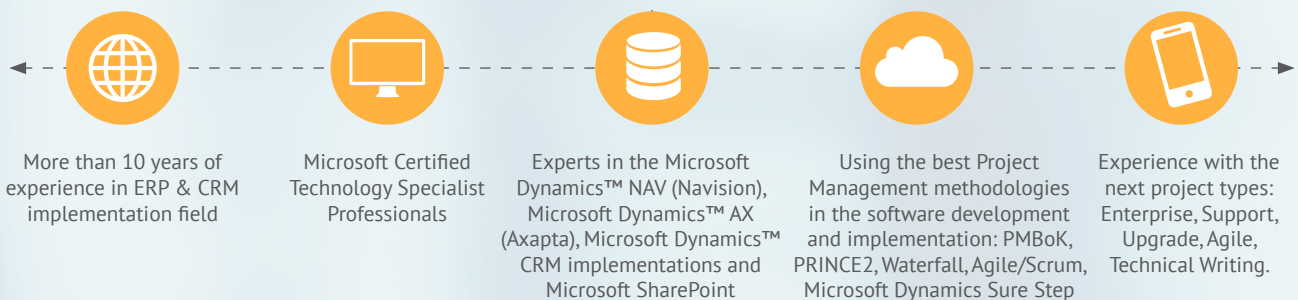 More than 10 years of
experience in ERP & CRM
implementation field
Microsoft Certified
Technology Specialist
Professionals
Experts in the Microsoft
Dynamics™ NAV (Navision),
Microsoft Dynamics™ AX
(Axapta), Microsoft Dynamics™
CRM implementations and
Microsoft SharePoint
Using the best Project
Management methodologies
in the software development
and implementation: PMBoK,
PRINCE2, Waterfall, Agile/Scrum,
Microsoft Dynamics Sure Step
Experience with the
next project types:
Enterprise, Support,
Upgrade, Agile,
Technical Writing.